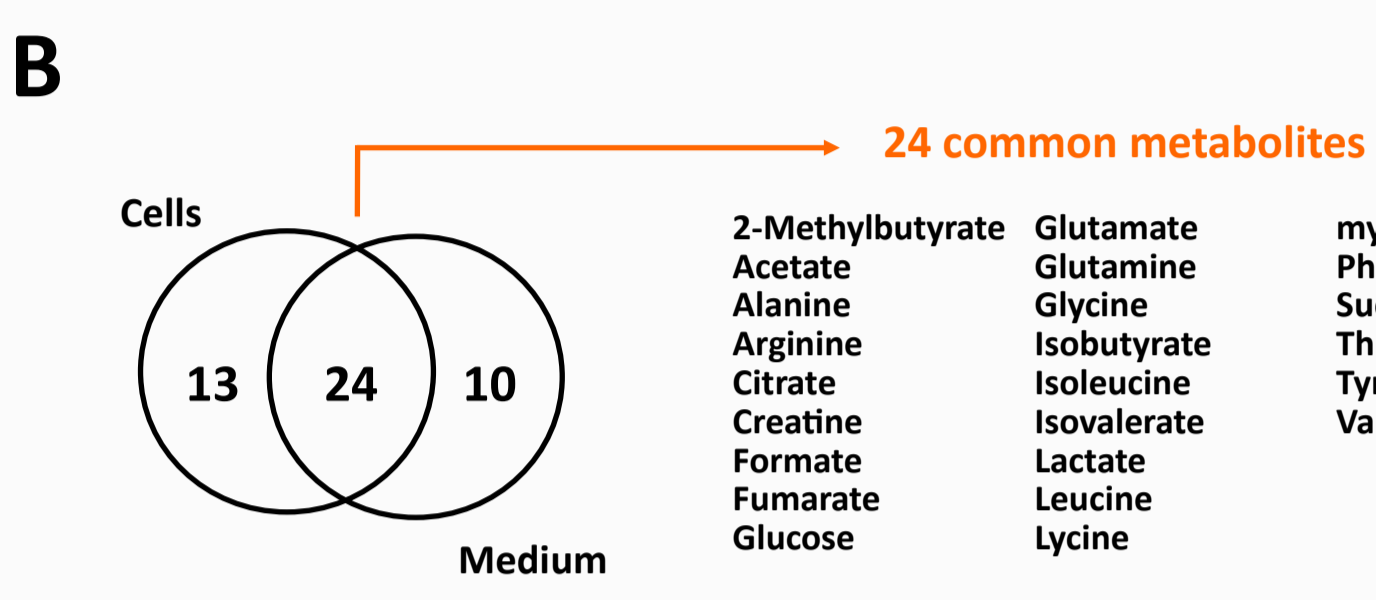 B
24 common metabolites
Cells
13 24 10
Medium
2-Methylbutyrate
Acetate
Alanine
Arginine
Citrate
Creatine
Formate
Fumarate
Glucose
Glutamate
Glutamine
Glycine
Isobutyrate
Isoleucine
Isovalerate
Lactate
Leucine
Lycine